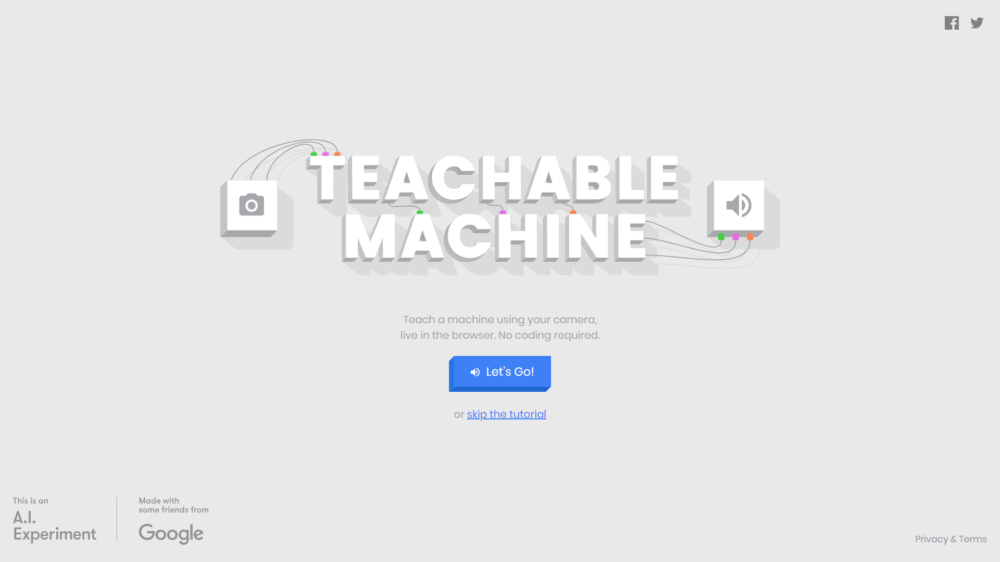 TEACHABLE
MACHINE
Teach a machine using your camera,
live in the browser. No coding required.
Let's Go!
or skip the tutorial
This is an
A.I.
Experiment
Made with
some friends from
Google
Privacy & Terms